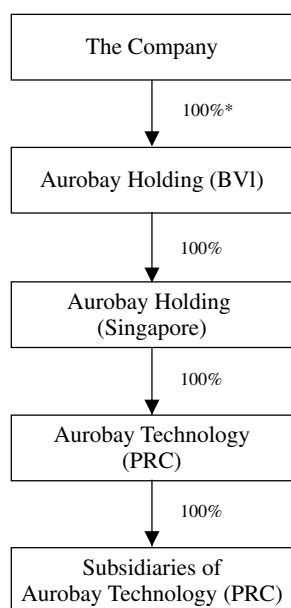 The Company
100%*
Aurobay Holding (BVl)
100%
Aurobay Holding
(Singapore)
100%
Aurobay Technology
(PRC)
100%
Subsidiaries of
Aurobay Technology (PRC)